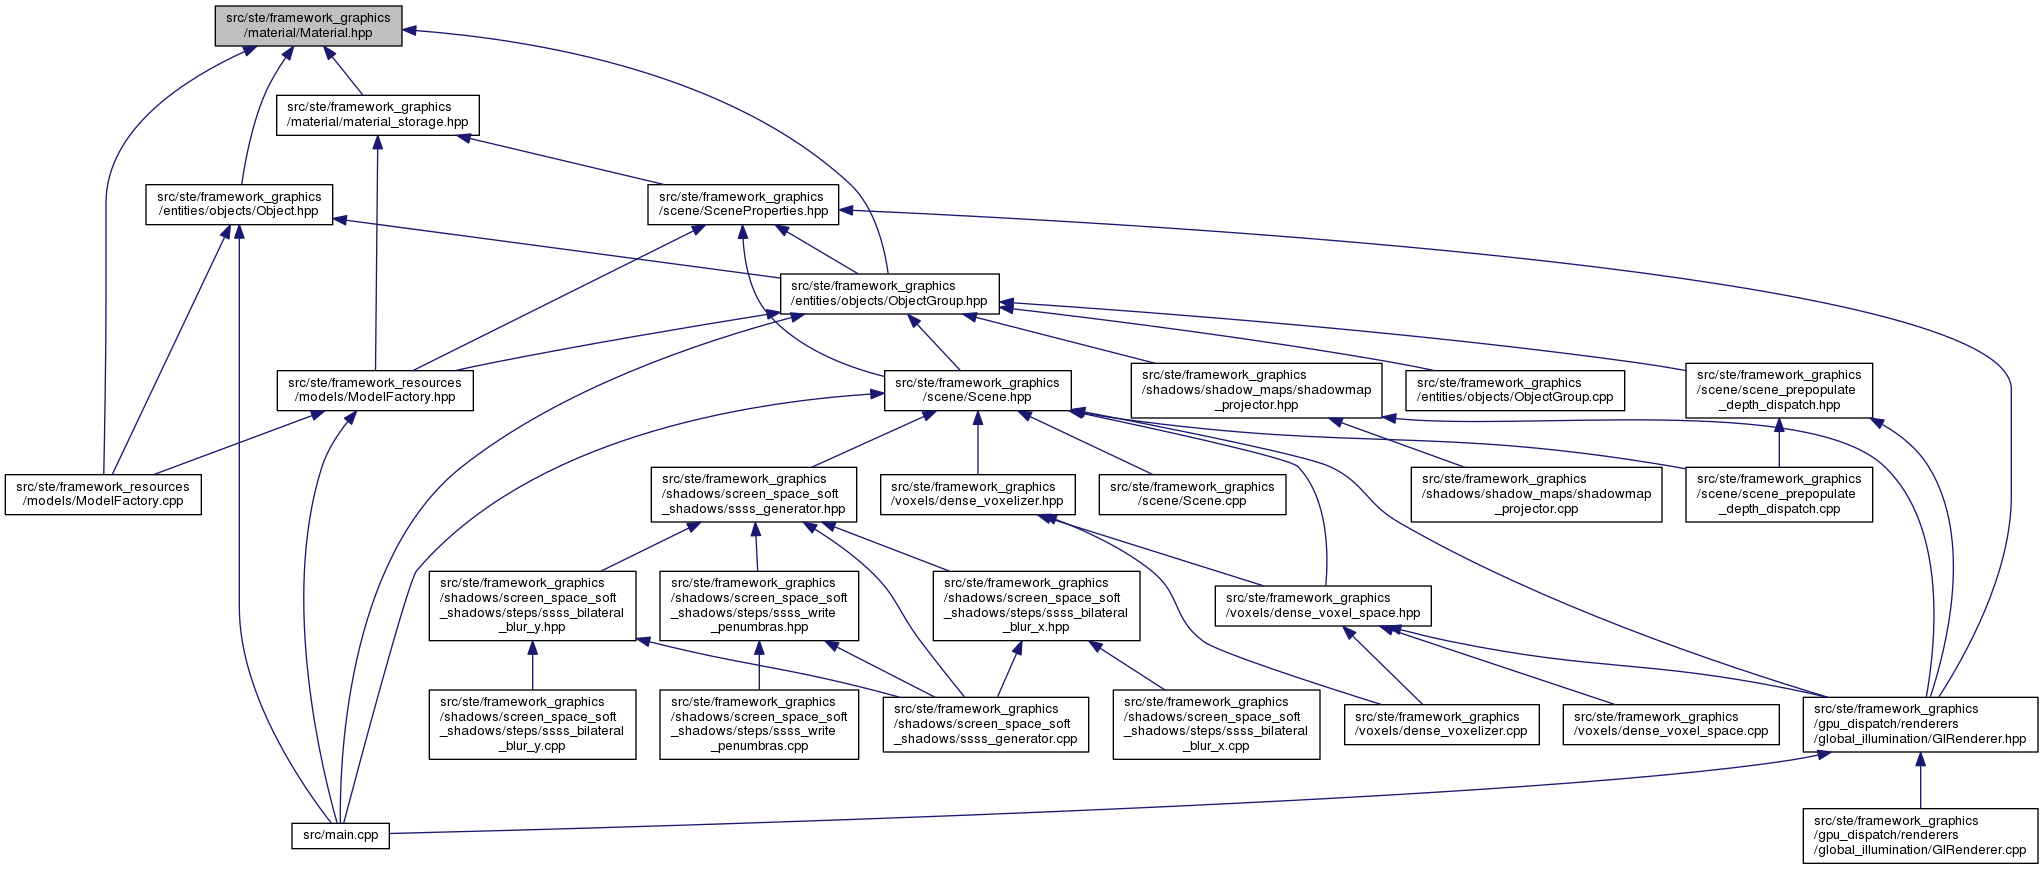 src/ste/framework_graphics
/material/Material.hpp
src/ste/framework_graphics
/material/material_storage.hpp
src/ste/framework_graphics
/entities/objects/Object.hpp
src/ste/framework_graphics
/scene/SceneProperties.hpp
src/ste/framework_graphics
/entities/objects/ObjectGroup.hpp
src/ste/framework_resources
/models/ModelFactory.hpp
src/ste/framework_graphics
/scene/Scene.hpp
src/ste/framework_graphics
/shadows/shadow_maps/shadowmap
_projector.hpp
src/ste/framework_graphics
/entities/objects/ObjectGroup.cpp
src/ste/framework_graphics
/scene/scene_prepopulate
_depth_dispatch.hpp
src/ste/framework_resources
/models/ModelFactory.cpp
src/ste/framework_graphics
/shadows/screen_space_soft
_shadows/ssss_generator.hpp
src/ste/framework_graphics
/voxels/dense_voxelizer.hpp
src/ste/framework_graphics
/scene/Scene.cpp
src/ste/framework_graphics
/shadows/shadow_maps/shadowmap
_projector.cpp
src/ste/framework_graphics
/scene/scene_prepopulate
_depth_dispatch.cpp
src/ste/framework_graphics
/shadows/screen_space_soft
_shadows/steps/ssss_bilateral
_blur_y.hpp
src/ste/framework_graphics
/shadows/screen_space_soft
_shadows/steps/ssss_write
_penumbras.hpp
src/ste/framework_graphics
/shadows/screen_space_soft
_shadows/steps/ssss_bilateral
_blur_x.hpp
src/ste/framework_graphics
/voxels/dense_voxel_space.hpp
src/ste/framework_graphics
/shadows/screen_space_soft
_shadows/steps/ssss_bilateral
_blur_y.cpp
src/ste/framework_graphics
/shadows/screen_space_soft
_shadows/steps/ssss_write
_penumbras.cpp
src/ste/framework_graphics
/shadows/screen_space_soft
_shadows/ssss_generator.cpp
src/ste/framework_graphics
/shadows/screen_space_soft
_shadows/steps/ssss_bilateral
_blur_x.cpp
src/ste/framework_graphics
/voxels/dense_voxelizer.cpp
src/ste/framework_graphics
/voxels/dense_voxel_space.cpp
src/ste/framework_graphics
/gpu_dispatch/renderers
/global_illumination/GIRenderer.hpp
src/main.cpp
src/ste/framework_graphics
/gpu_dispatch/renderers
/global_illumination/GIRenderer.cpp